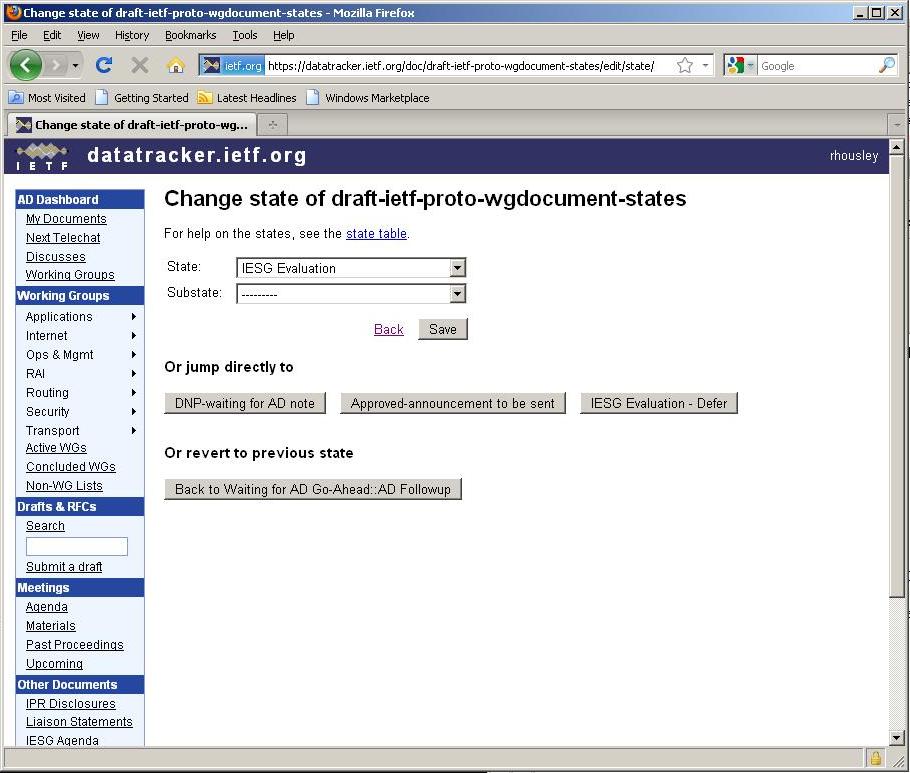 Change state of draft-ietf-proto-wgdocument-states - Mozilla Firefox
File Edit View History Bookmarks Tools Help
ietf.org https://datatracker.ietf.org/doc/draft-ietf-proto-wgdocument-states/edit/state/ Google
Most Visited Getting Started Latest Headlines Windows Marketplace
Change state of draft-ietf-proto-wg...
IETF datatracker.ietf.org rhousley
AD Dashboard
My Documents
Next Telechat
Discusses
Working Groups
Working Groups
Applications
Internet
Ops & Mgmt
RAI
Routing
Security
Transport
Active WGs
Concluded WGs
Non-WG Lists
Drafts & RFCs
Search
Submit a draft
Meetings
Agenda
Materials
Past Proceedings
Upcoming
Other Documents
IPR Disclosures
Liaison Statements
IESG Agenda
Change state of draft-ietf-proto-wgdocument-states
For help on the states, see the state table.
State: IESG Evaluation
Substate: ---------
Back Save
Or jump directly to
DNP-waiting for AD note Approved-announcement to be sent IESG Evaluation - Defer
Or revert to previous state
Back to Waiting for AD Go-Ahead::AD Followup